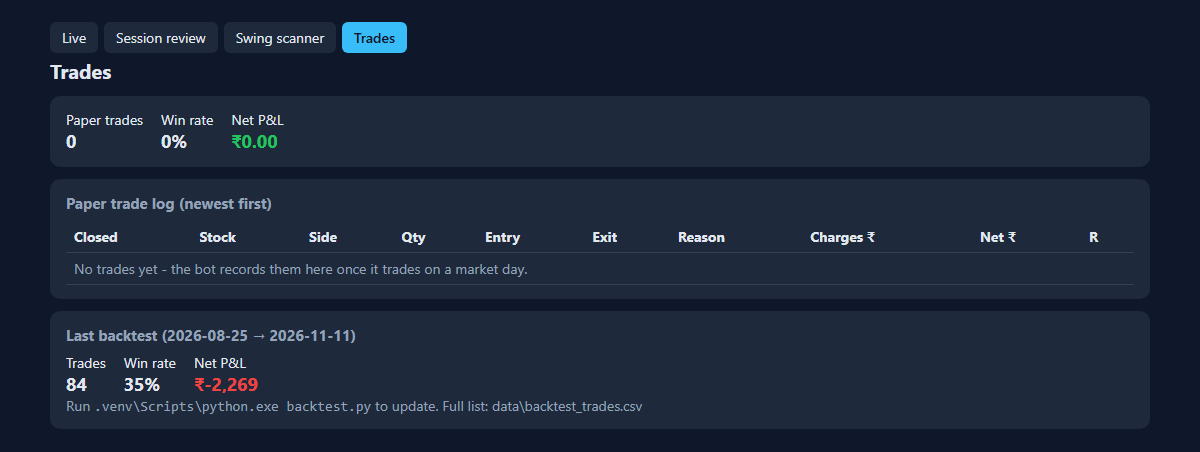 Live Session review Swing scanner Trades
Trades
Paper trades Win rate Net P&L
0 0% ₹0.00
Paper trade log (newest first)
Closed Stock Side Qty Entry Exit Reason Charges ₹ Net ₹ R
No trades yet - the bot records them here once it trades on a market day.
Last backtest (2026-08-25 → 2026-11-11)
Trades Win rate Net P&L
84 35% ₹-2,269
Run .venv\Scripts\python.exe backtest.py to update. Full list: data\backtest_trades.csv